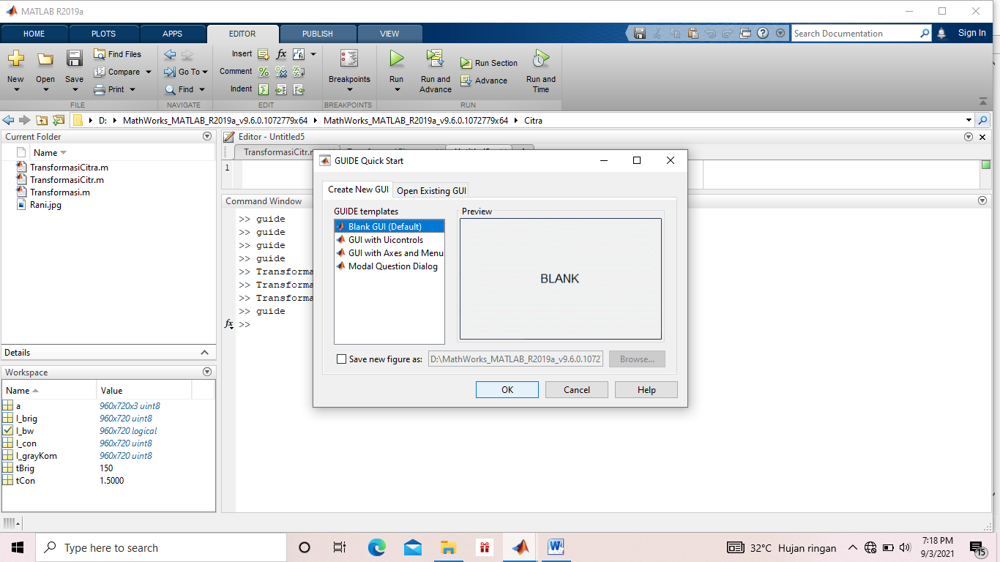 MATLAB R2019a
HOME PLOTS APPS EDITOR PUBLISH VIEW
Search Documentation
Sign In
New
Open
Save
Find Files
Compare
Print
FILE
Go To
Find
NAVIGATE
Insert
Comment
Indent
fx
fi
EDIT
Breakpoints
BREAKPOINTS
Run
Run and
Advance
Run Section
Advance
Run and
Time
RUN
D: MathWorks_MATLAB_R2019a_v9.6.0.1072779x64 MathWorks_MATLAB_R2019a_v9.6.0.1072779x64 Citra
Current Folder
Name
TransformasiCitra.m
TransformasiCitr.m
Transformasi.m
Rani.jpg
Details
Workspace
Name Value
a 960x720x3 uint8
I_brig 960x720 uint8
I_bw 960x720 logical
I_con 960x720 uint8
I_grayKom 960x720 uint8
tBrig 150
tCon 1.5000
Editor - Untitled5
TransformasiCitr.m
1
Command Window
>> guide
>> guide
>> guide
>> guide
>> Transforma
>> Transforma
>> Transforma
>> guide
fx >>
GUIDE Quick Start
Create New GUI
Open Existing GUI
GUIDE templates
Blank GUI (Default)
GUI with Uicontrols
GUI with Axes and Menu
Modal Question Dialog
Preview
BLANK
Save new figure as: D:\MathWorks_MATLAB_R2019a_v9.6.0.1072
Browse...
OK
Cancel
Help
Type here to search
32°C Hujan ringan
7:18 PM
9/3/2021
15